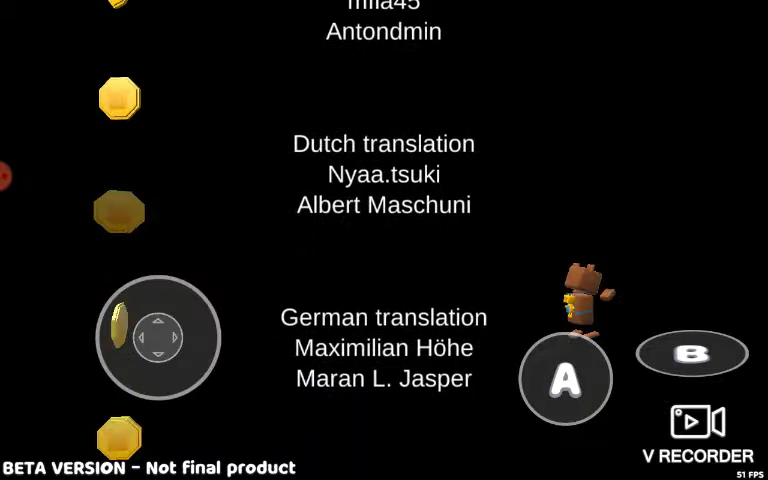 Antondmin
Dutch translation
Nyaa.tsuki
Albert Maschuni
German translation
Maximilian Höhe
Maran L. Jasper
A
B
V RECORDER
BETA VERSION - Not final product
51 FPS